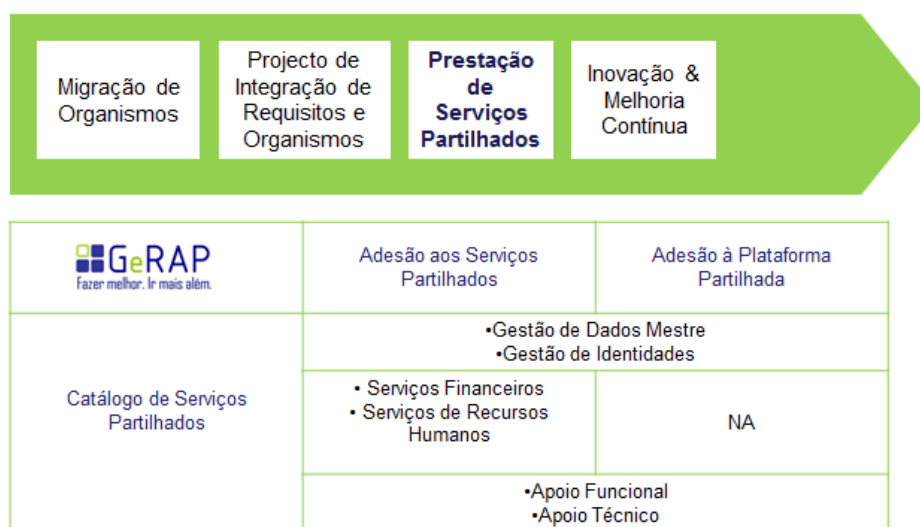 Migração de
Organismos
Projecto de
Integração de
Requisitos e
Organismos
Prestação
de
Serviços
Partilhados
Inovação &
Melhoria
Contínua
GeRAP
Fazer melhor. Ir mais além.
Adesão aos Serviços
Partilhados
Adesão à Plataforma
Partilhada
Catálogo de Serviços
Partilhados
•Gestão de Dados Mestre
•Gestão de Identidades
• Serviços Financeiros
• Serviços de Recursos
Humanos
NA
•Apoio Funcional
•Apoio Técnico